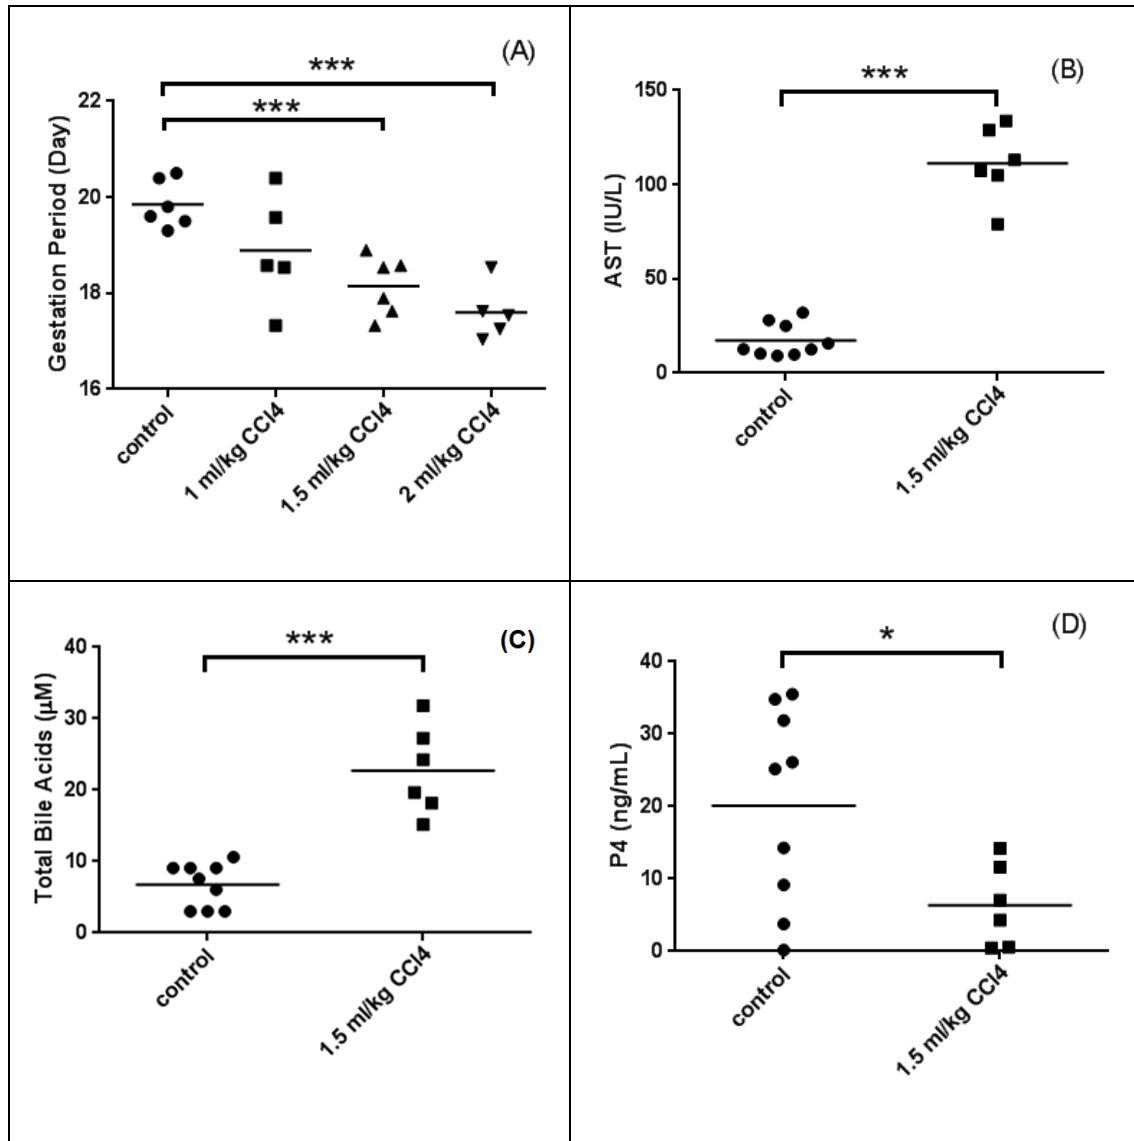 (A)
***
***
Gestation Period (Day)
22
20
18
16
control
1 ml/kg CCl4
1.5 ml/kg CCl4
2 ml/kg CCl4
(B)
***
AST (IU/L)
150
100
50
0
control
1.5 ml/kg CCl4
(C)
***
Total Bile Acids (µM)
40
30
20
10
0
control
1.5 ml/kg CCl4
(D)
*
P4 (ng/mL)
40
30
20
10
0
control
1.5 ml/kg CCl4